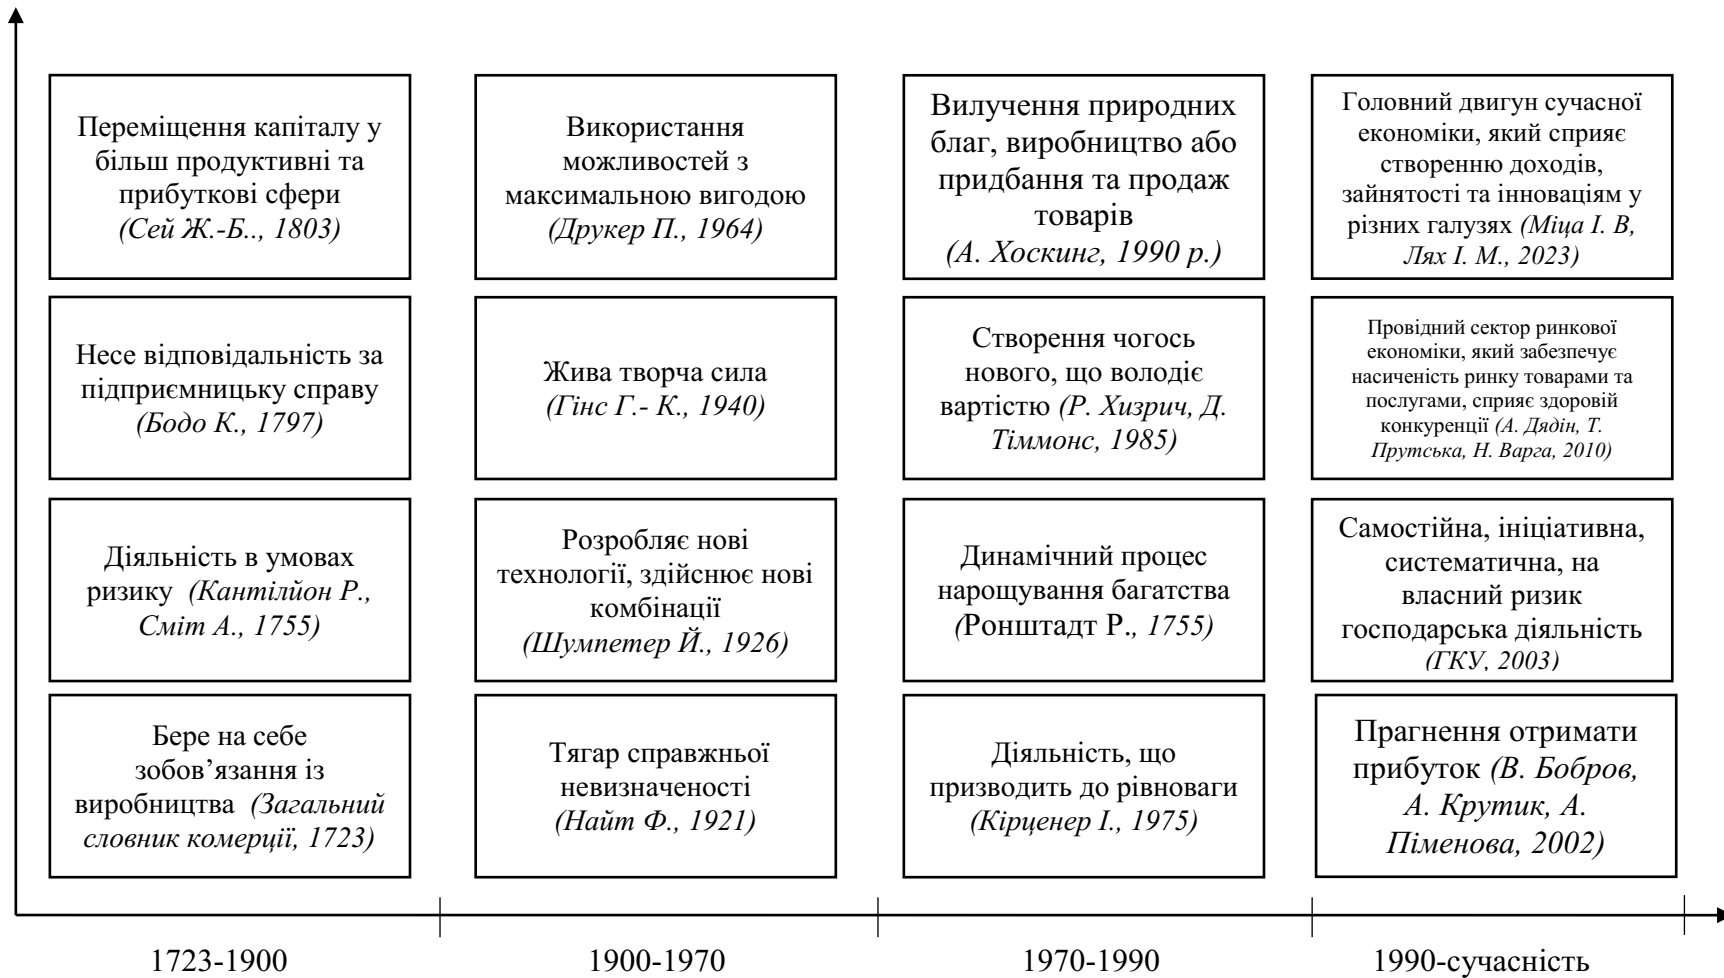 Переміщення капіталу у
більш продуктивні та
прибуткові сфери
(Сей Ж.-Б.., 1803)
Використання
можливостей з
максимальною вигодою
(Друкер П., 1964)
Вилучення природних
благ, виробництво або
придбання та продаж
товарів
(А. Хоскинг, 1990 р.)
Головний двигун сучасної
економіки, який сприяє
створенню доходів,
зайнятості та інноваціям у
різних галузях (Міца І. В,
Лях І. М., 2023)
Несе відповідальність за
підприємницьку справу
(Бодо К., 1797)
Жива творча сила
(Гінс Г.- К., 1940)
Створення чогось
нового, що володіє
вартістю (Р. Хизрич, Д.
Тіммонс, 1985)
Провідний сектор ринкової
економіки, який забезпечує
насиченість ринку товарами та
послугами, сприяє здоровій
конкуренції (А. Дядін, Т.
Прутська, Н. Варга, 2010)
Діяльність в умовах
ризику (Кантілйон Р.,
Сміт А., 1755)
Розробляє нові
технології, здійснює нові
комбінації
(Шумпетер Й., 1926)
Динамічний процес
нарощування багатства
(Ронштадт Р., 1755)
Самостійна, ініціативна,
систематична, на
власний ризик
господарська діяльність
(ГКУ, 2003)
Бере на себе
зобов’язання із
виробництва (Загальний
словник комерції, 1723)
Тягар справжньої
невизначеності
(Найт Ф., 1921)
Діяльність, що
призводить до рівноваги
(Кірценер І., 1975)
Прагнення отримати
прибуток (В. Бобров,
А. Крутик, А.
Піменова, 2002)
1723-1900
1900-1970
1970-1990
1990-сучасність